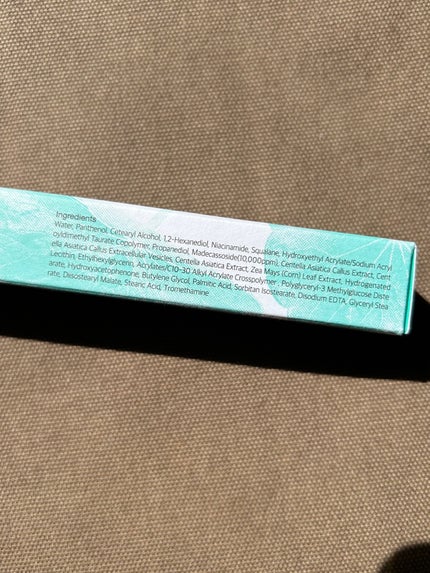 Ingredients
Water, Panthenol, Cetearyl Alcohol, 1,2-Hexanediol, Niacinamide, Squalane, Hydroxyethyl Acrylate/Sodium Acryl
oyldimethyl Taurate Copolymer, Propanediol, Madecassoside(10,000ppm), Centella Asiatica Callus Extract, Cent
ella Asiatica Callus Extracellular Vesicles, Centella Asiatica Extract, Zea Mays (Corn) Leaf Extract, Hydrogenated
Lecithin, Ethylhexylglycerin, Acrylates/C10-30 Alkyl Acrylate Crosspolymer, Polyglyceryl-3 Methylglucose Diste
arate, Hydroxyacetophenone, Butylene Glycol, Palmitic Acid, Sorbitan Isostearate, Disodium EDTA, Glyceryl Stea
rate, Diisostearyl Malate, Stearic Acid, Tromethamine